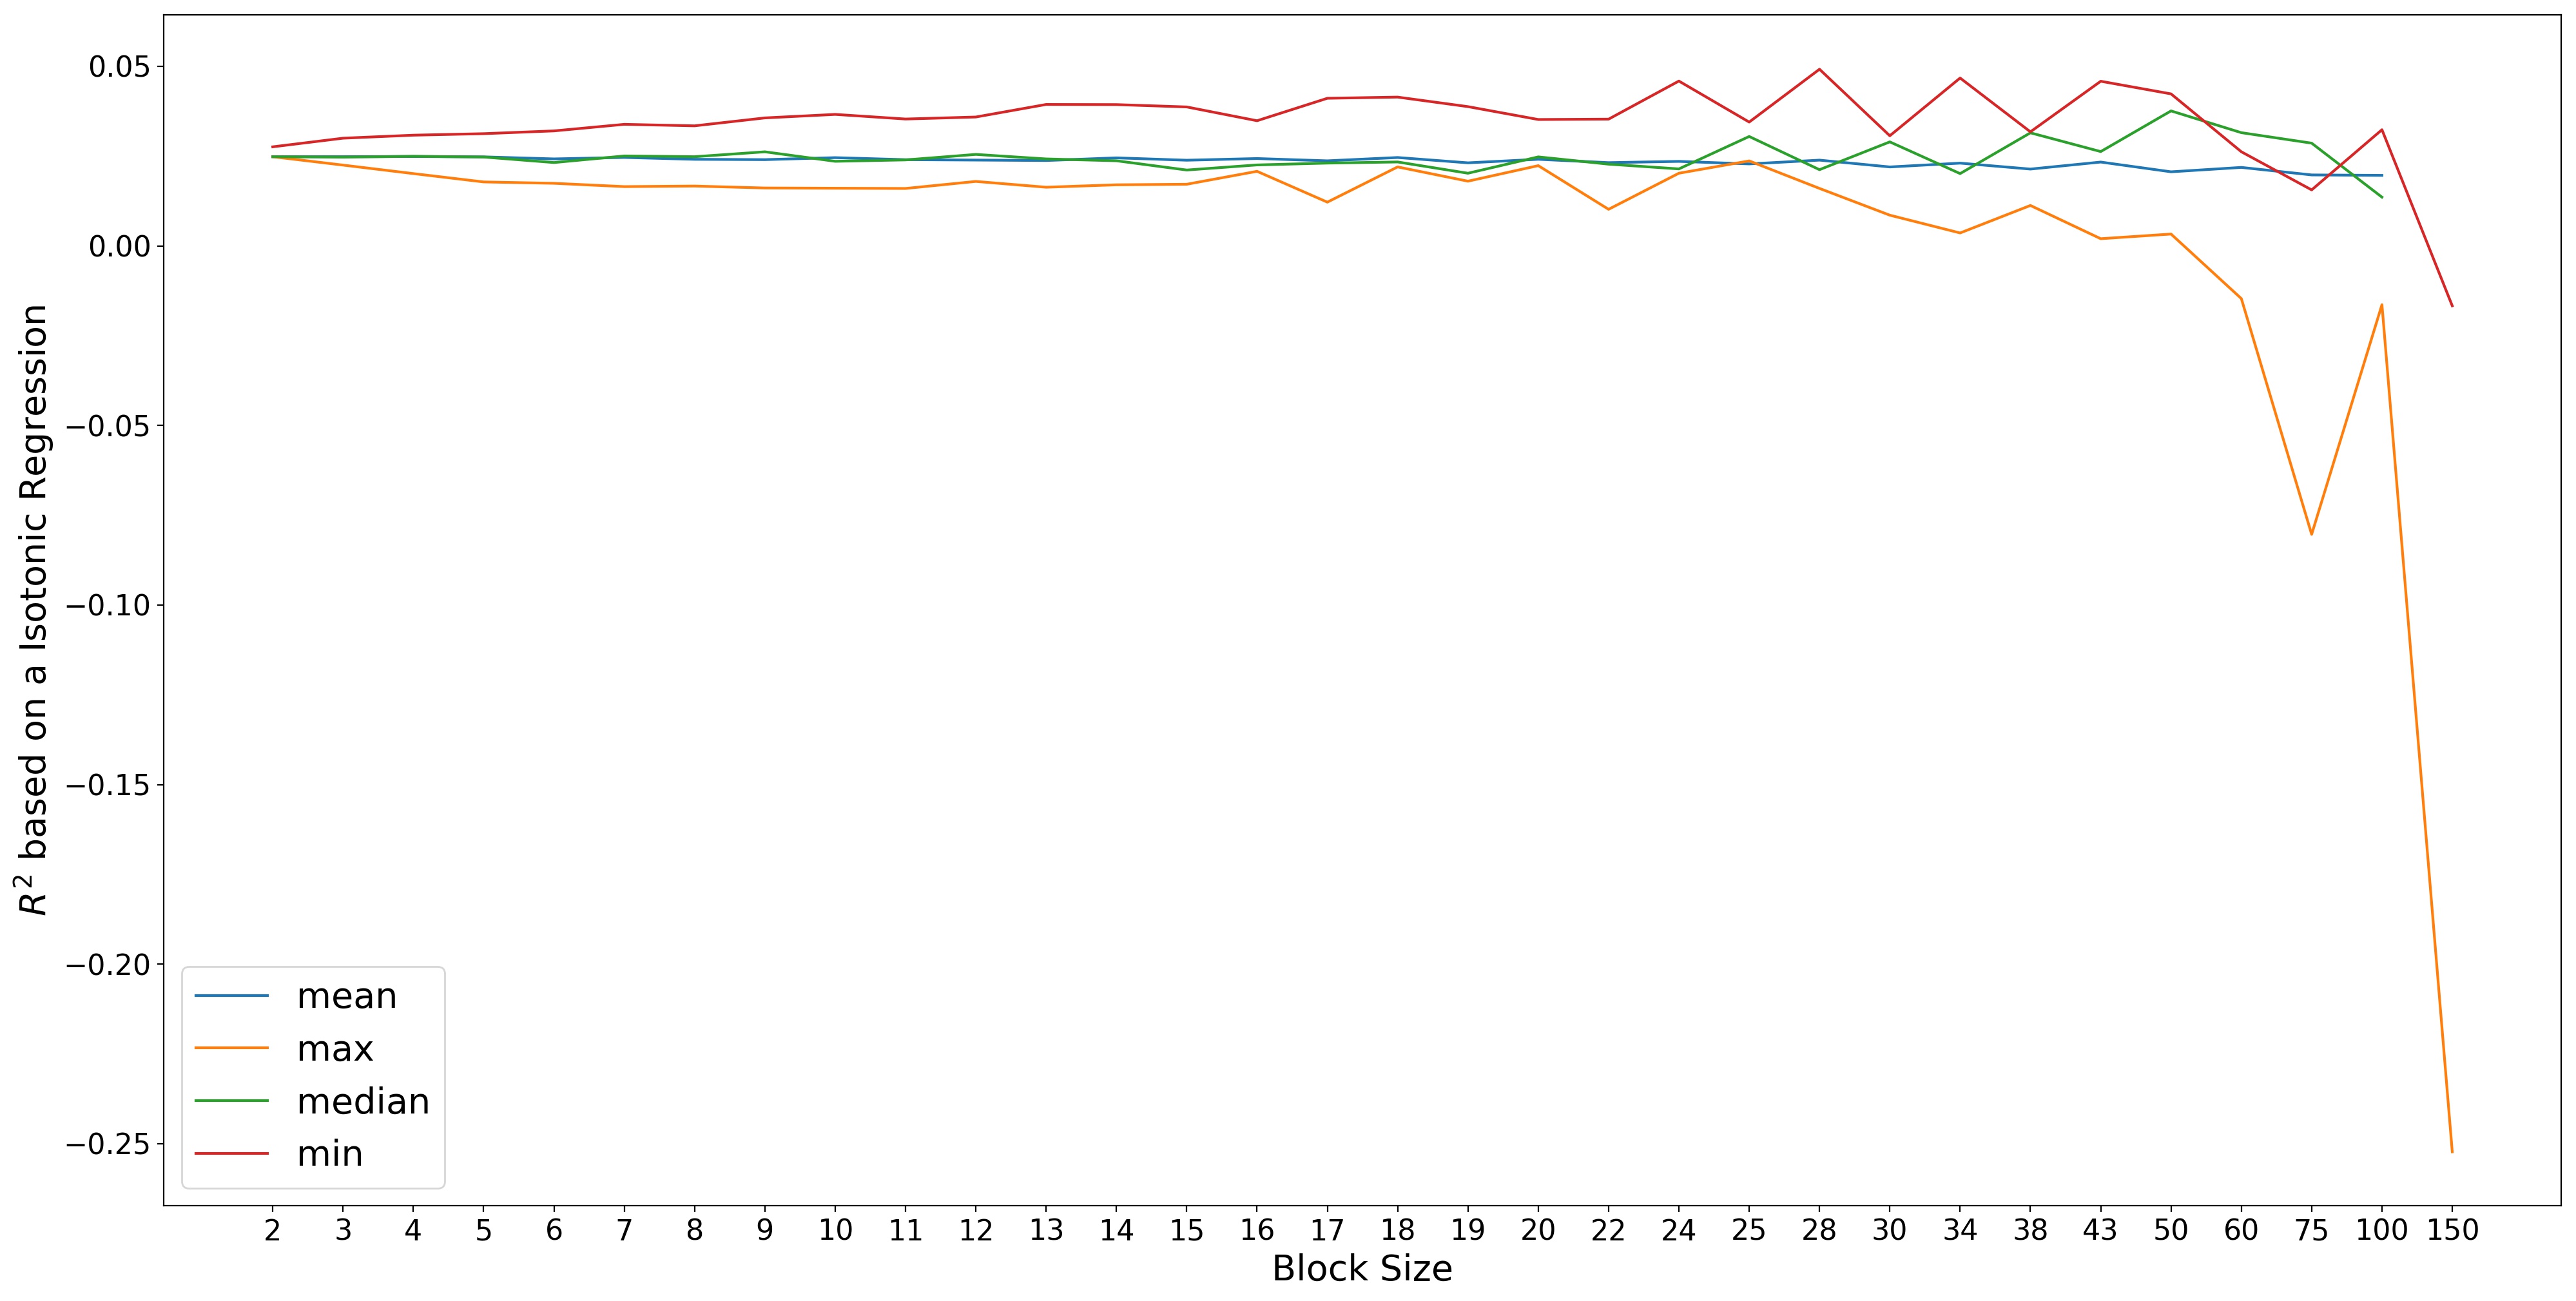 0.05
0.00
−0.05
−0.10
−0.15
−0.20
−0.25
R² based on a Isotonic Regression
mean
max
median
min
2 3 4 5 6 7 8 9 10 11 12 13 14 15 16 17 18 19 20 22 24 25 28 30 34 38 43 50 60 75 100 150
Block Size